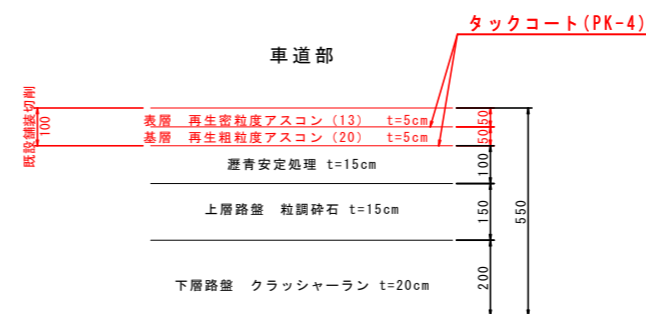 タックコート(PK-4)
車道部
既設舗装切削
100
表層 再生密粒度アスコン(13) t=5cm
50
基層 再生粗粒度アスコン(20) t=5cm
50
瀝青安定処理 t=15cm
100
上層路盤 粒調砕石 t=15cm
150
550
下層路盤 クラッシャーラン t=20cm
200